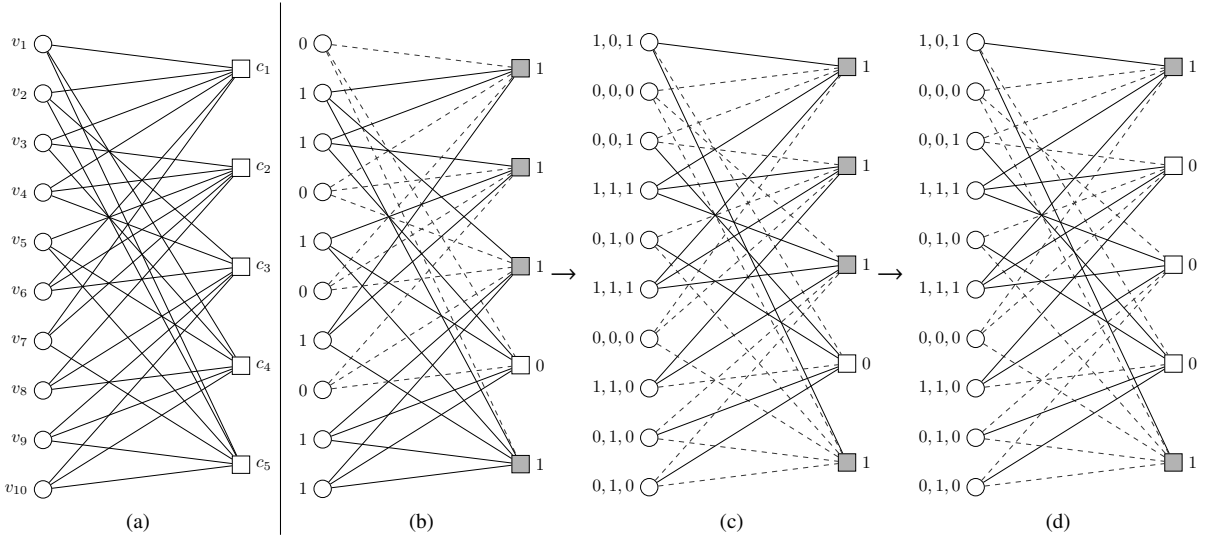 v1
v2
v3
v4
v5
v6
v7
v8
v9
v10
c1
c2
c3
c4
c5
(a)
0
1
1
0
1
0
1
0
1
1
1
1
1
0
1
(b)
→
1, 0, 1
0, 0, 0
0, 0, 1
1, 1, 1
0, 1, 0
1, 1, 1
0, 0, 0
1, 1, 0
0, 1, 0
0, 1, 0
1
1
1
0
1
(c)
→
1, 0, 1
0, 0, 0
0, 0, 1
1, 1, 1
0, 1, 0
1, 1, 1
0, 0, 0
1, 1, 0
0, 1, 0
0, 1, 0
1
0
0
0
1
(d)